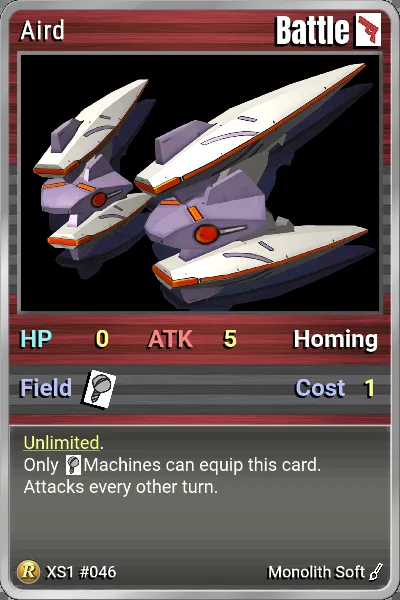 Aird Battle
HP 0 ATK 5 Homing
Field Cost 1
Unlimited.
Only Machines can equip this card.
Attacks every other turn.
R XS1 #046 Monolith Soft